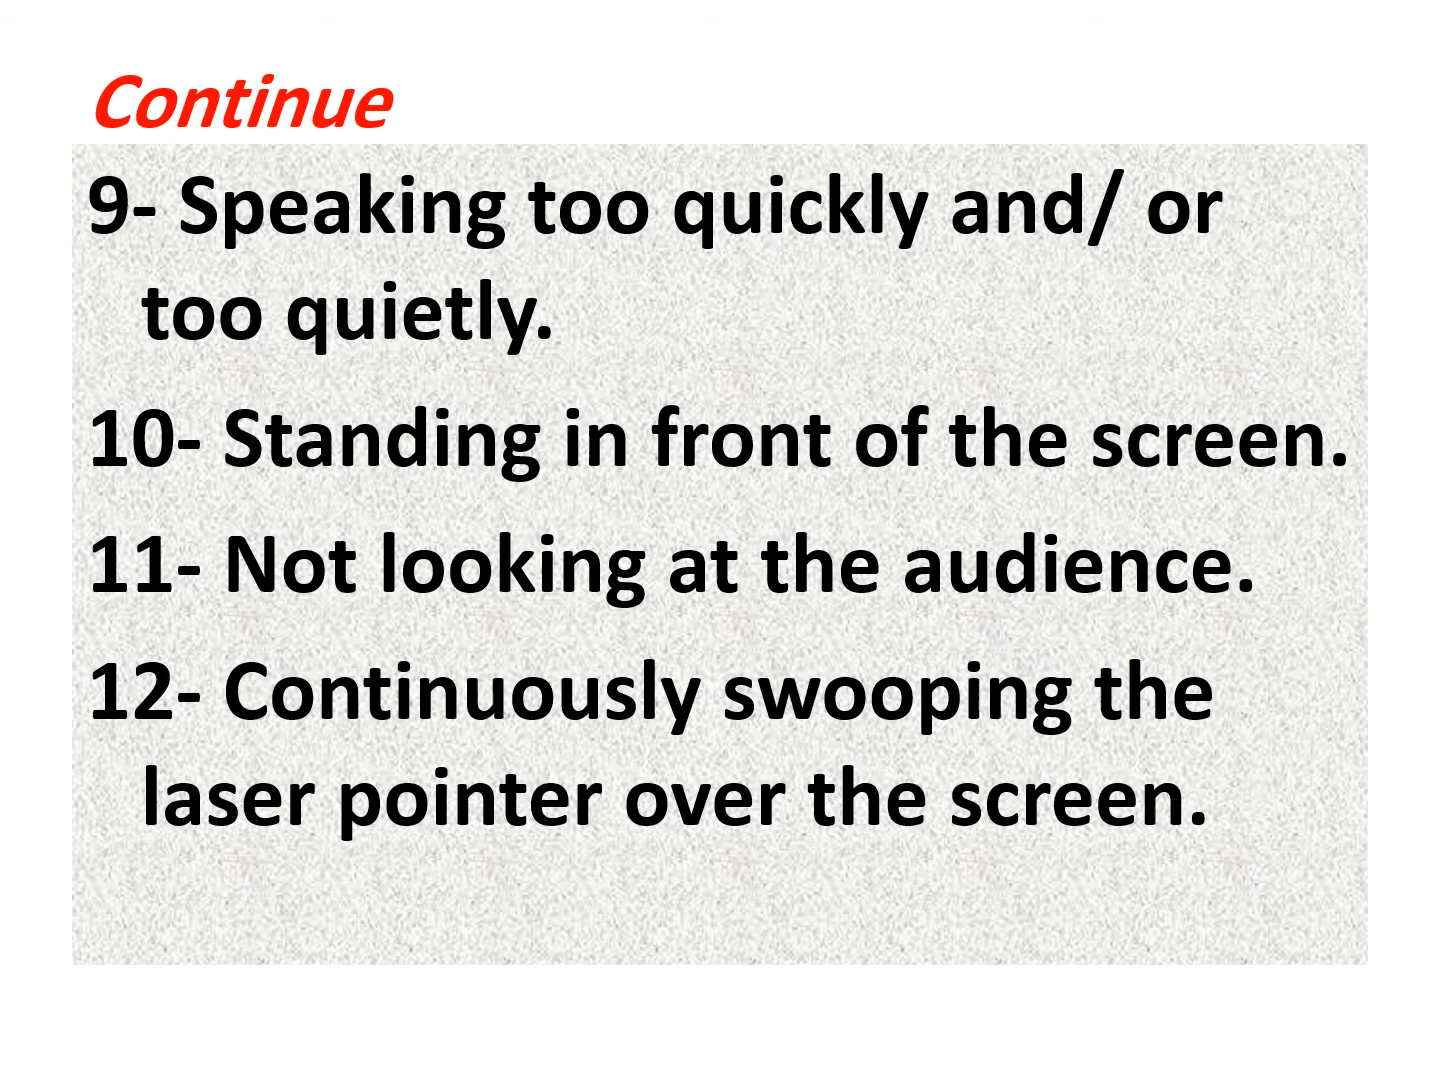 Continue
9- Speaking too quickly and/ or
too quietly.
10- Standing in front of the screen.
11- Not looking at the audience.
12- Continuously swooping the
laser pointer over the screen.